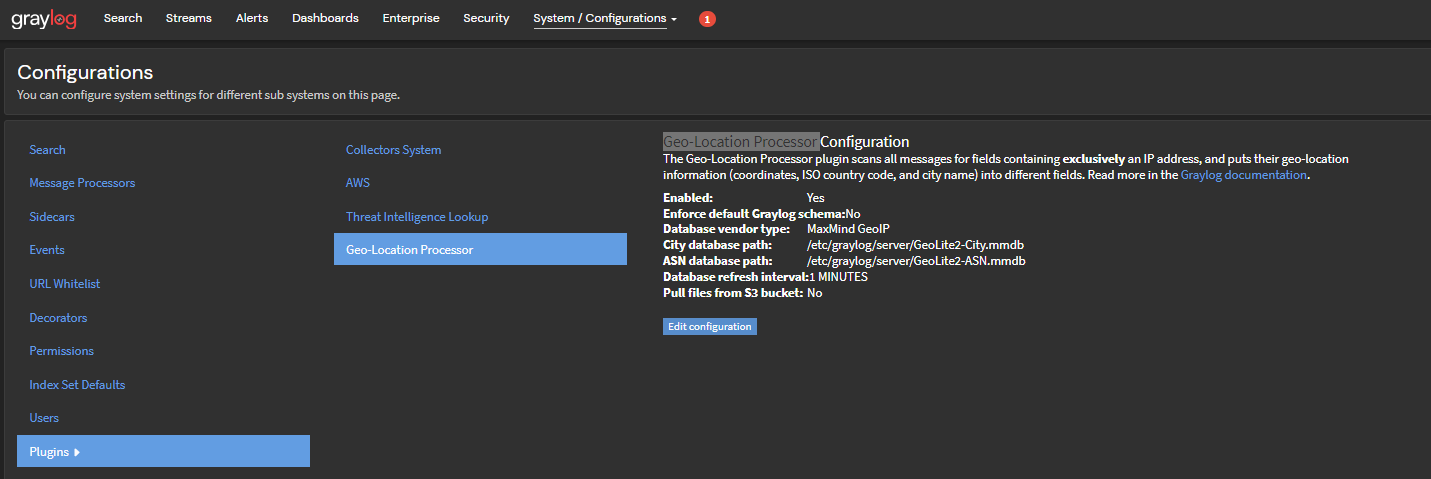 graylog Search Streams Alerts Dashboards Enterprise Security System / Configurations 1
Configurations
You can configure system settings for different sub systems on this page.
Search
Message Processors
Sidecars
Events
URL Whitelist
Decorators
Permissions
Index Set Defaults
Users
Plugins
Collectors System
AWS
Threat Intelligence Lookup
Geo-Location Processor
Geo-Location Processor Configuration
The Geo-Location Processor plugin scans all messages for fields containing exclusively an IP address, and puts their geo-location
information (coordinates, ISO country code, and city name) into different fields. Read more in the Graylog documentation.
Enabled: Yes
Enforce default Graylog schema:No
Database vendor type: MaxMind GeoIP
City database path: /etc/graylog/server/GeoLite2-City.mmdb
ASN database path: /etc/graylog/server/GeoLite2-ASN.mmdb
Database refresh interval:1 MINUTES
Pull files from S3 bucket: No
Edit configuration